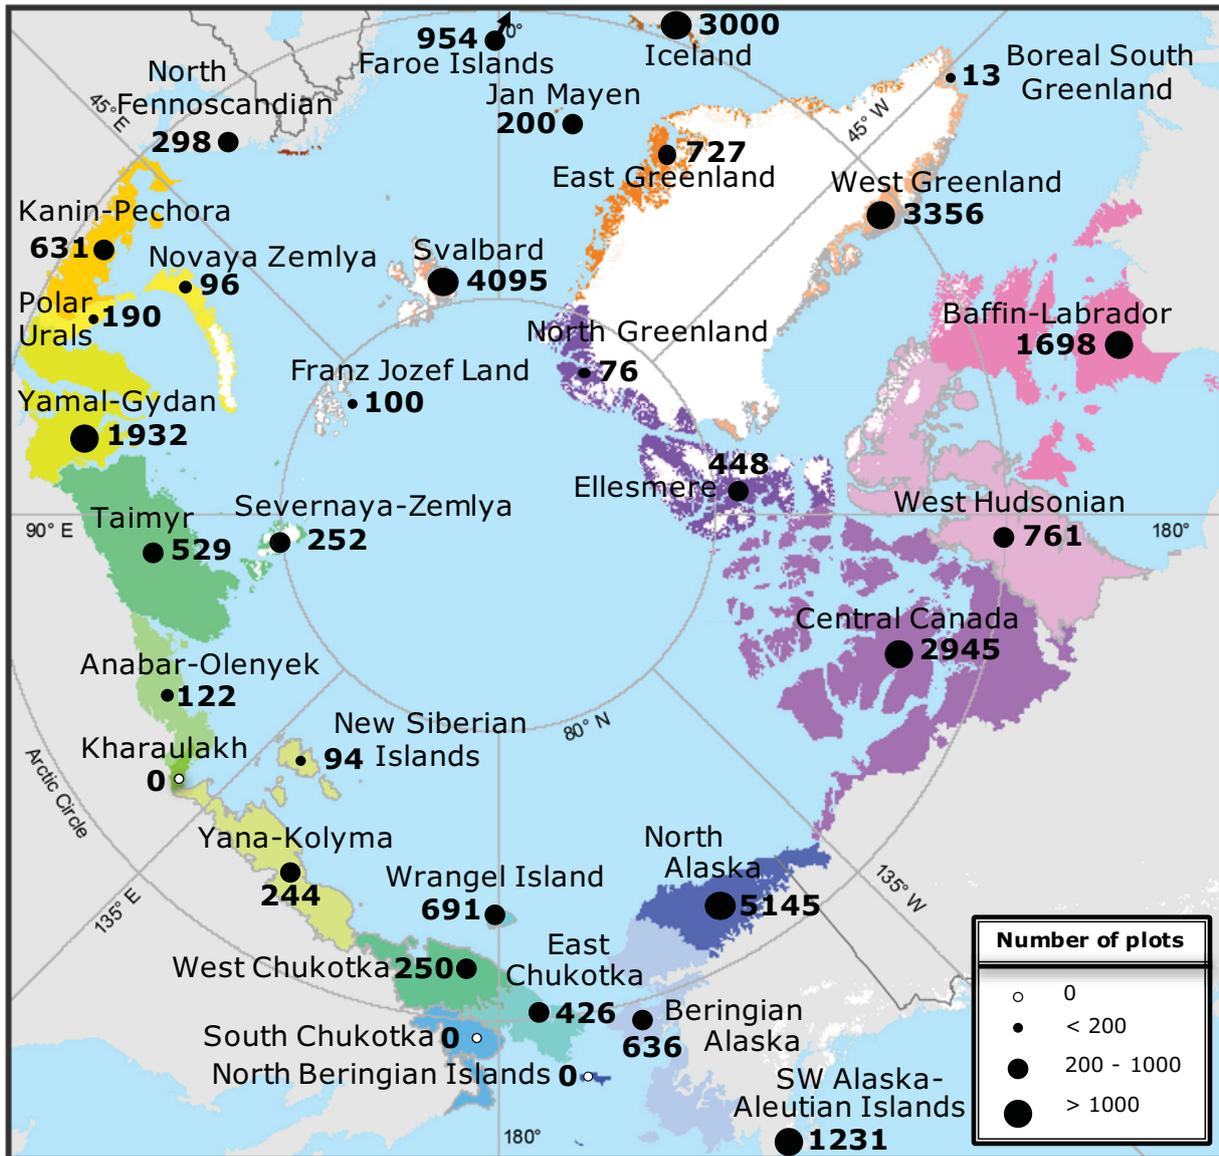 954
0°
Faroe Islands
3000
Iceland
Boreal South
13
Greenland
North
Fennoscandian
45°E
298
Jan Mayen
200
45° W
727
East Greenland
West Greenland
3356
Kanin-Pechora
631
Novaya Zemlya
96
Svalbard
4095
Polar
190
Urals
North Greenland
76
Baffin-Labrador
1698
Franz Jozef Land
100
Yamal-Gydan
1932
448
Ellesmere
West Hudsonian
761
90° E
180°
Taimyr
529
Severnaya-Zemlya
252
Central Canada
2945
Anabar-Olenyek
122
80° N
New Siberian
94 Islands
Kharaulakh
0
Arctic Circle
Yana-Kolyma
244
135° E
Wrangel Island
691
North
Alaska
5145
135° W
West Chukotka 250
East
Chukotka
426
Beringian
Alaska
636
South Chukotka 0
North Beringian Islands 0
SW Alaska-
Aleutian Islands
1231
180°
Number of plots
0
< 200
200 - 1000
> 1000